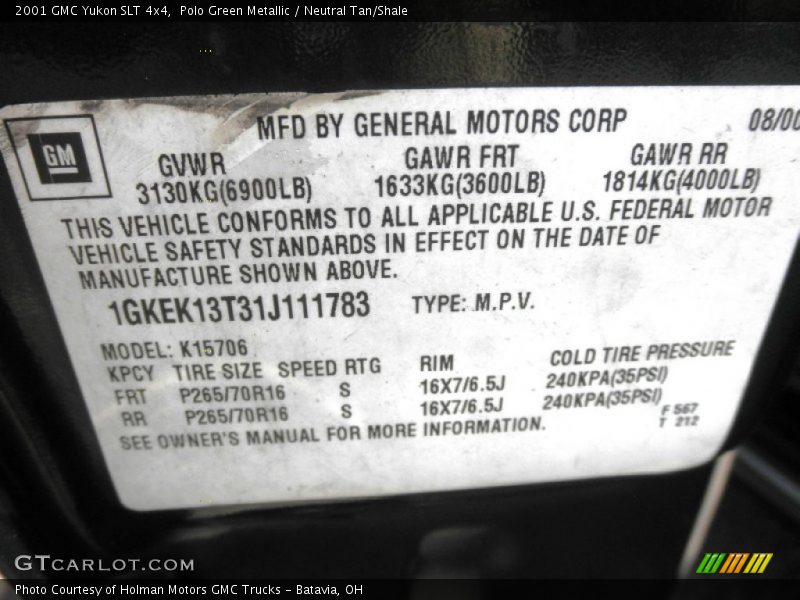 2001 GMC Yukon SLT 4x4,  Polo Green Metallic / Neutral Tan/Shale
MFD BY GENERAL MOTORS CORP 08/00
GM
GVWR GAWR FRT GAWR RR
3130KG(6900LB) 1633KG(3600LB) 1814KG(4000LB)
THIS VEHICLE CONFORMS TO ALL APPLICABLE U.S. FEDERAL MOTOR
VEHICLE SAFETY STANDARDS IN EFFECT ON THE DATE OF
MANUFACTURE SHOWN ABOVE.
1GKEK13T31J111783 TYPE: M.P.V.
MODEL: K15706
KPCY TIRE SIZE SPEED RTG RIM COLD TIRE PRESSURE
FRT P265/70R16 S 16X7/6.5J 240KPA(35PSI)
RR P265/70R16 S 16X7/6.5J 240KPA(35PSI)
SEE OWNER'S MANUAL FOR MORE INFORMATION.
F 567
T 212
GTCARLOT.COM
Photo Courtesy of Holman Motors GMC Trucks - Batavia, OH